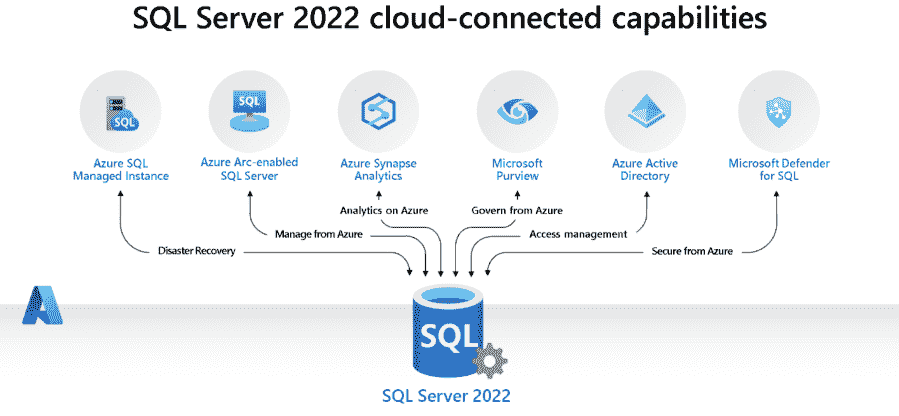 SQL Server 2022 cloud-connected capabilities
SQL
SQL
Azure SQL
Managed Instance
Azure Arc-enabled
SQL Server
Azure Synapse
Analytics
Microsoft
Purview
Azure Active
Directory
Microsoft Defender
for SQL
Analytics on Azure
Govern from Azure
Manage from Azure
Access management
Disaster Recovery
Secure from Azure
SQL
SQL Server 2022